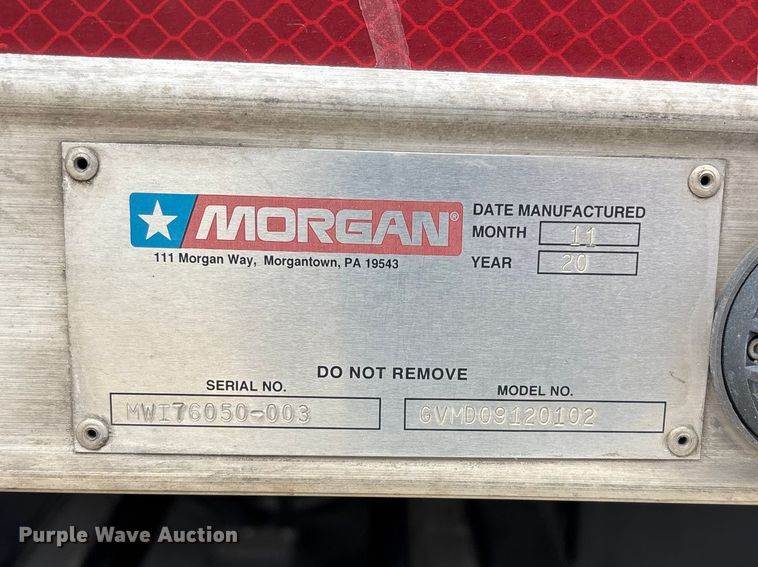 MORGAN®
111 Morgan Way, Morgantown, PA 19543
DATE MANUFACTURED
MONTH 11
YEAR 20
DO NOT REMOVE
SERIAL NO.
MWI76050-003
MODEL NO.
GVMD09120102
Purple Wave Auction